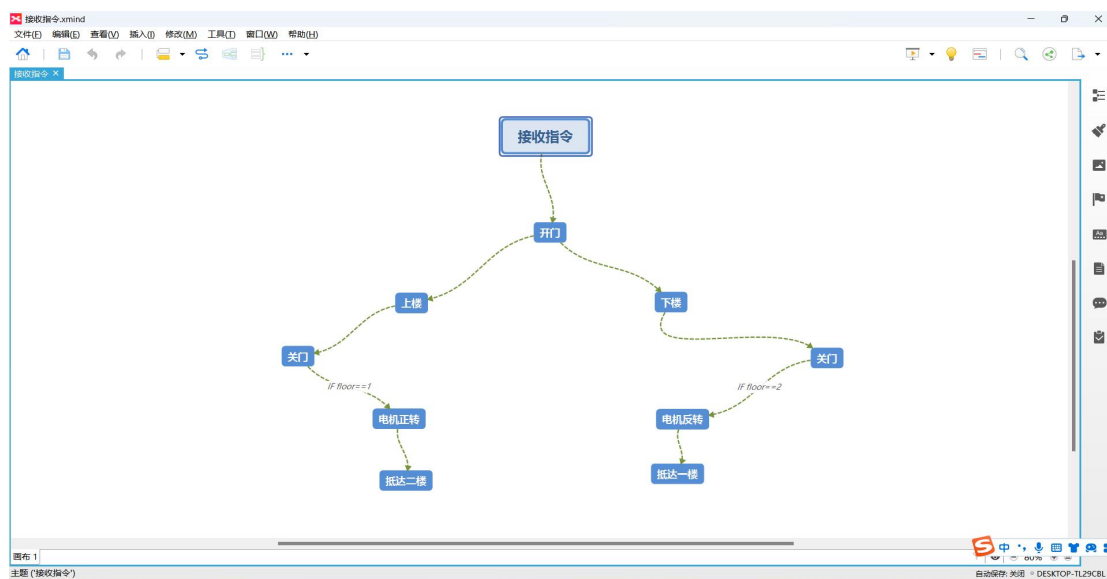 接收指令.xmind
文件(F) 编辑(E) 查看(V) 插入(I) 修改(M) 工具(T) 窗口(W) 帮助(H)
接收指令
接收指令
开门
上楼
下楼
关门
关门
iF floor==1
iF floor==2
电机正转
电机反转
抵达二楼
抵达一楼
画布 1
中
80%
主题 ('接收指令')
自动保存: 关闭
DESKTOP-TL29CBL